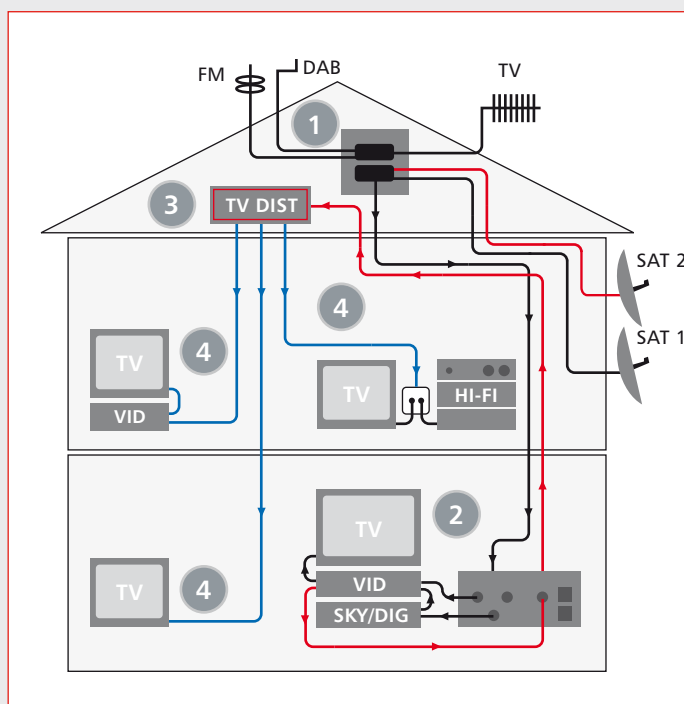 FM
DAB
TV
1
3
TV DIST
SAT 2
4
SAT 1
TV
4
VID
TV
HI-FI
2
TV
TV
4
VID
SKY/DIG